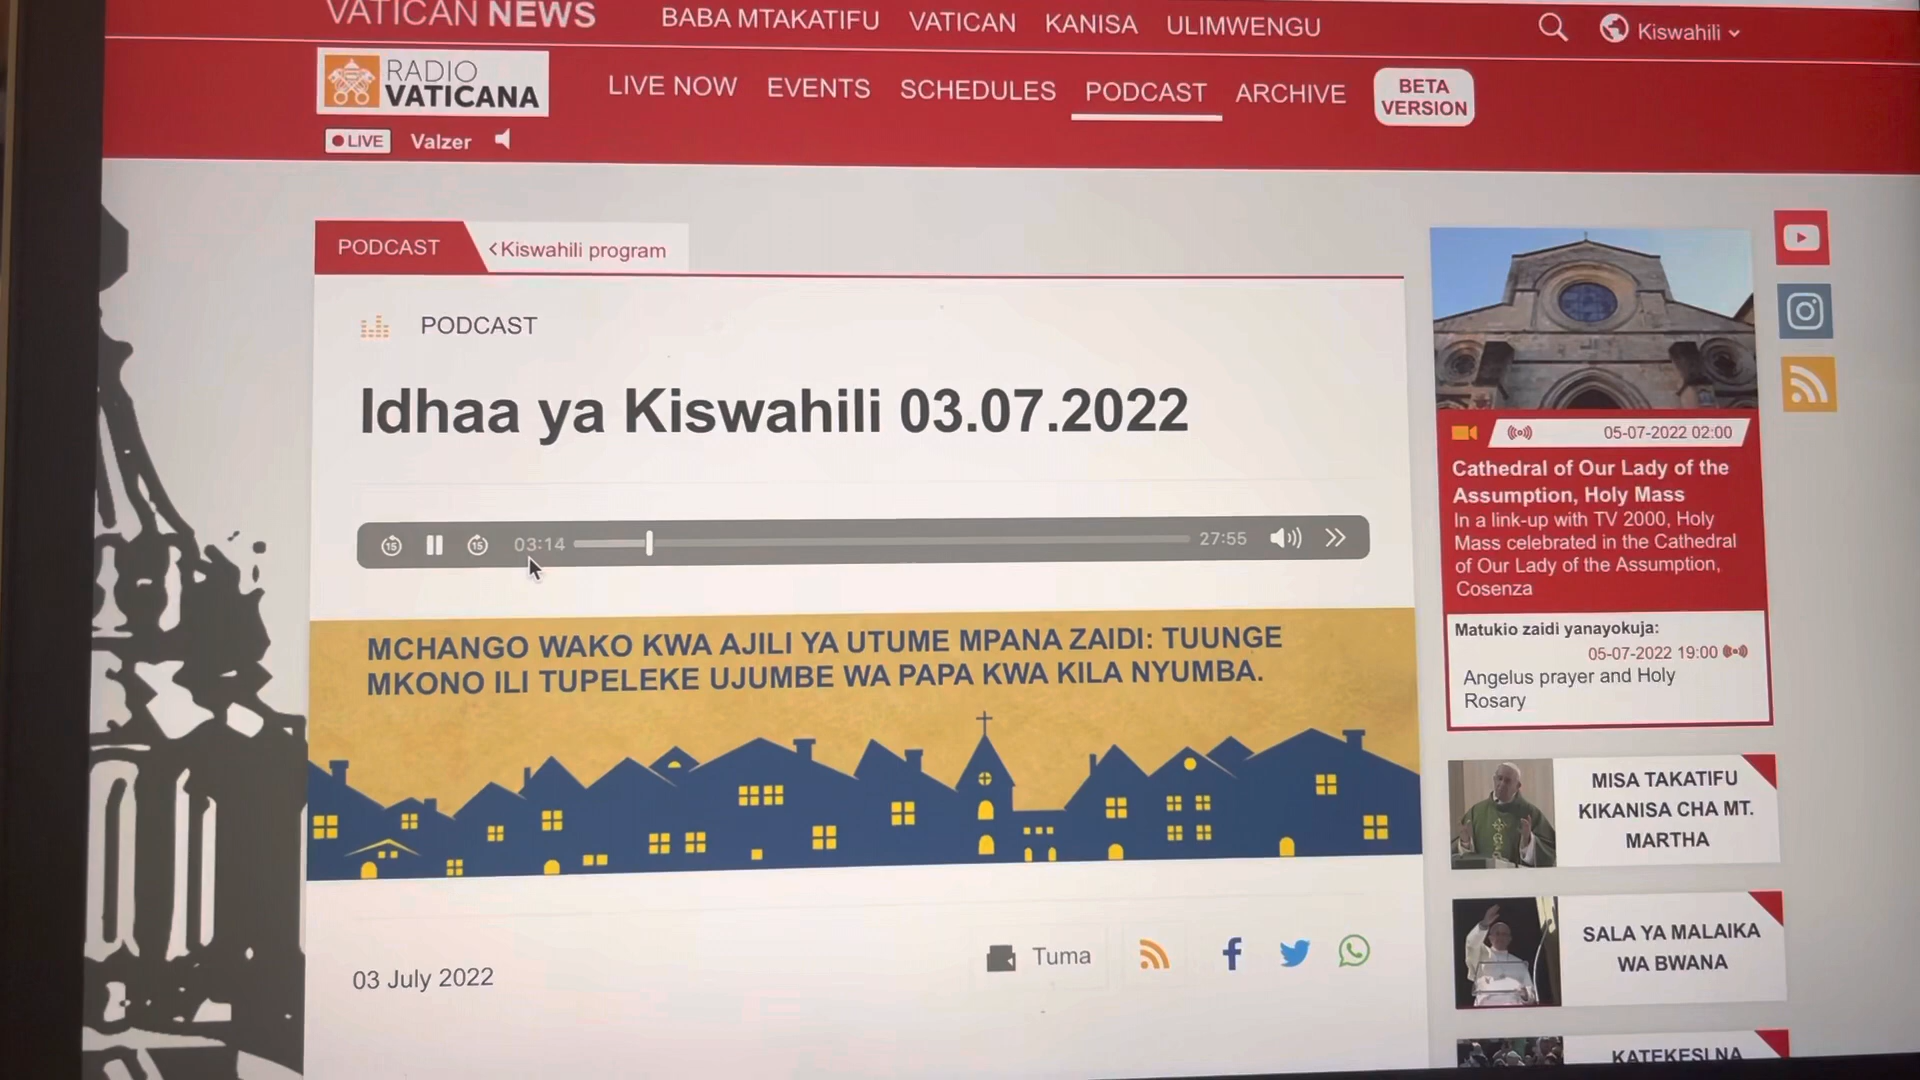 VATICAN NEWS
BABA MTAKATIFU VATICAN KANISA ULIMWENGU
Kiswahili
RADIO
VATICANA
LIVE NOW EVENTS SCHEDULES PODCAST ARCHIVE
BETA
VERSION
LIVE Valzer
PODCAST
Kiswahili program
PODCAST
Idhaa ya Kiswahili 03.07.2022
15 15 03:14 27:55
MCHANGO WAKO KWA AJILI YA UTUME MPANA ZAIDI: TUUNGE
MKONO ILI TUPELEKE UJUMBE WA PAPA KWA KILA NYUMBA.
03 July 2022
Tuma
05-07-2022 02:00
Cathedral of Our Lady of the
Assumption, Holy Mass
In a link-up with TV 2000, Holy
Mass celebrated in the Cathedral
of Our Lady of the Assumption,
Cosenza
Matukio zaidi yanayokuja:
05-07-2022 19:00
Angelus prayer and Holy
Rosary
MISA TAKATIFU
KIKANISA CHA MT.
MARTHA
SALA YA MALAIKA
WA BWANA
KATEKESI NA